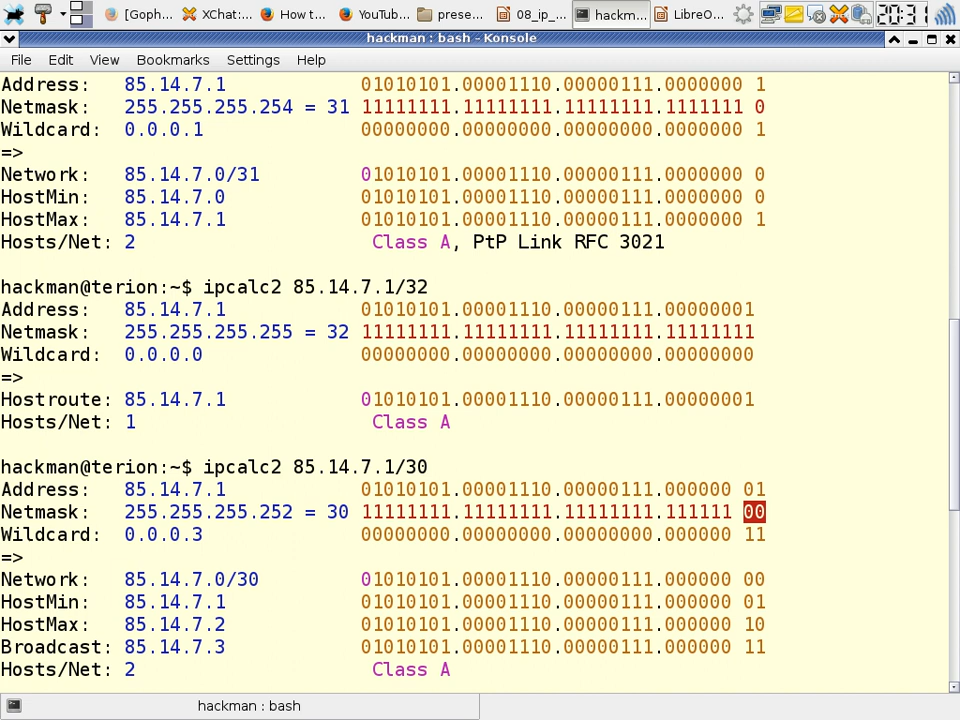 [Goph... XChat:... How t... YouTub... prese... 08_ip_... hackm... LibreO... 20:31
hackman : bash – Konsole
File Edit View Bookmarks Settings Help
Address: 85.14.7.1 01010101.00001110.00000111.0000000 1
Netmask: 255.255.255.254 = 31 11111111.11111111.11111111.1111111 0
Wildcard: 0.0.0.1 00000000.00000000.00000000.0000000 1
=>
Network: 85.14.7.0/31 01010101.00001110.00000111.0000000 0
HostMin: 85.14.7.0 01010101.00001110.00000111.0000000 0
HostMax: 85.14.7.1 01010101.00001110.00000111.0000000 1
Hosts/Net: 2 Class A, PtP Link RFC 3021
hackman@terion:~$ ipcalc2 85.14.7.1/32
Address: 85.14.7.1 01010101.00001110.00000111.00000001
Netmask: 255.255.255.255 = 32 11111111.11111111.11111111.11111111
Wildcard: 0.0.0.0 00000000.00000000.00000000.00000000
=>
Hostroute: 85.14.7.1 01010101.00001110.00000111.00000001
Hosts/Net: 1 Class A
hackman@terion:~$ ipcalc2 85.14.7.1/30
Address: 85.14.7.1 01010101.00001110.00000111.000000 01
Netmask: 255.255.255.252 = 30 11111111.11111111.11111111.111111 00
Wildcard: 0.0.0.3 00000000.00000000.00000000.000000 11
=>
Network: 85.14.7.0/30 01010101.00001110.00000111.000000 00
HostMin: 85.14.7.1 01010101.00001110.00000111.000000 01
HostMax: 85.14.7.2 01010101.00001110.00000111.000000 10
Broadcast: 85.14.7.3 01010101.00001110.00000111.000000 11
Hosts/Net: 2 Class A
hackman : bash